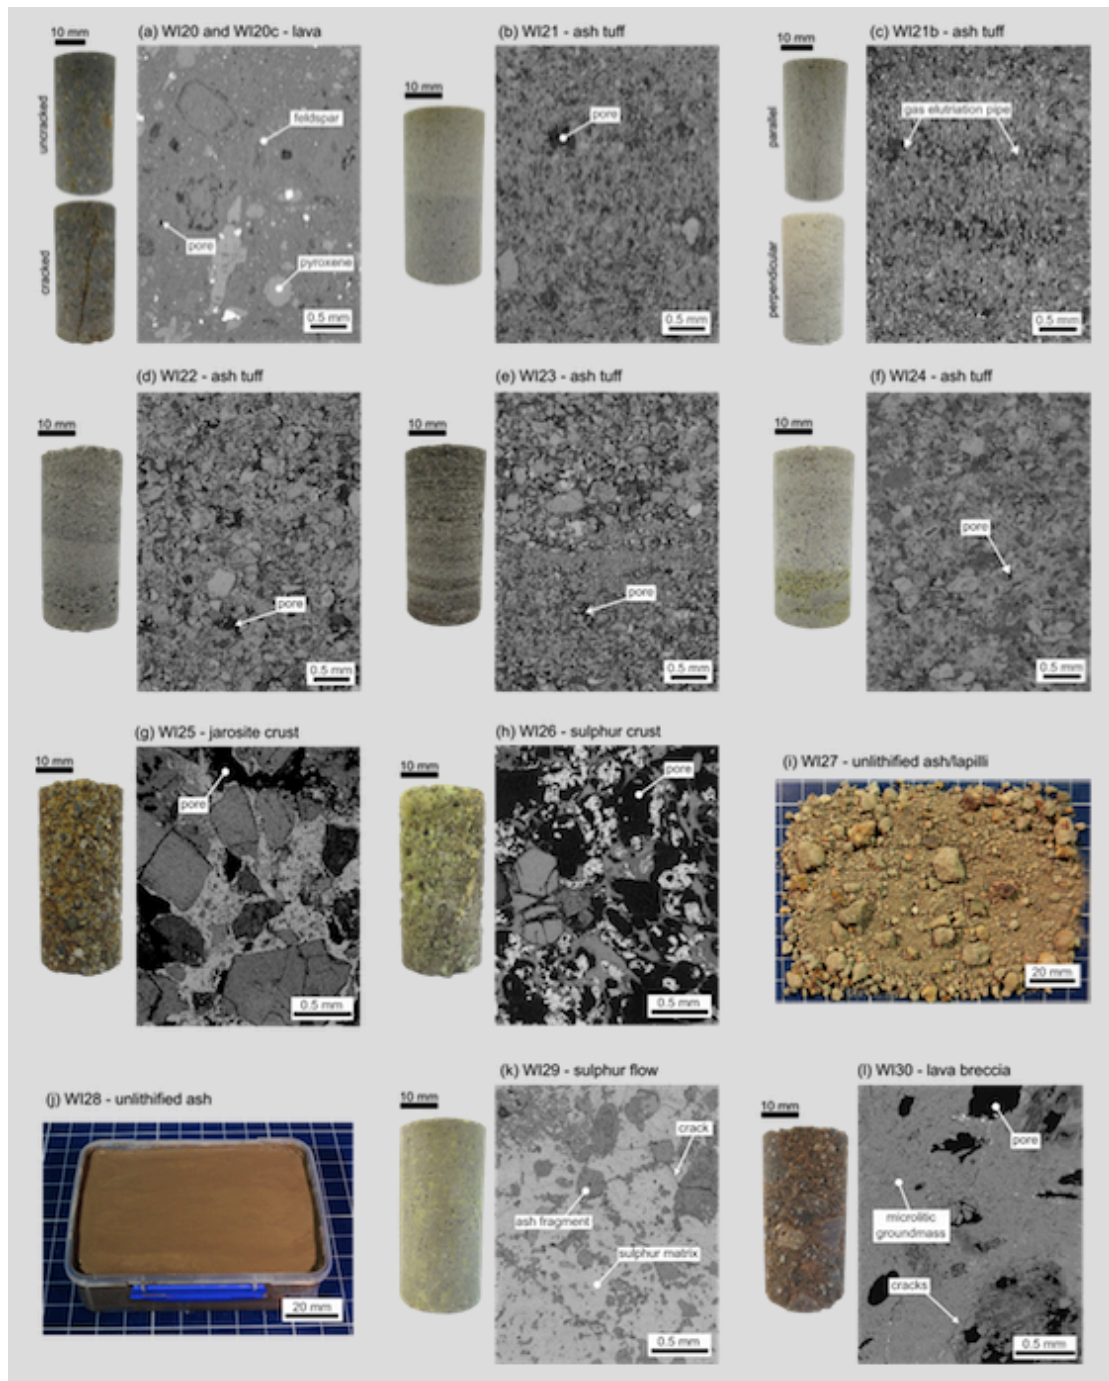 10 mm
(a) WI20 and WI20c - lava
uncracked
cracked
feldspar
pore
pyroxene
0.5 mm
(b) WI21 - ash tuff
10 mm
pore
0.5 mm
(c) WI21b - ash tuff
10 mm
parallel
perpendicular
gas elutriation pipe
0.5 mm
(d) WI22 - ash tuff
10 mm
pore
0.5 mm
(e) WI23 - ash tuff
10 mm
pore
0.5 mm
(f) WI24 - ash tuff
10 mm
pore
0.5 mm
(g) WI25 - jarosite crust
10 mm
pore
0.5 mm
(h) WI26 - sulphur crust
10 mm
pore
0.5 mm
(i) WI27 - unlithified ash/lapilli
20 mm
(j) WI28 - unlithified ash
20 mm
(k) WI29 - sulphur flow
10 mm
crack
ash fragment
sulphur matrix
0.5 mm
(l) WI30 - lava breccia
10 mm
pore
microlitic
groundmass
cracks
0.5 mm